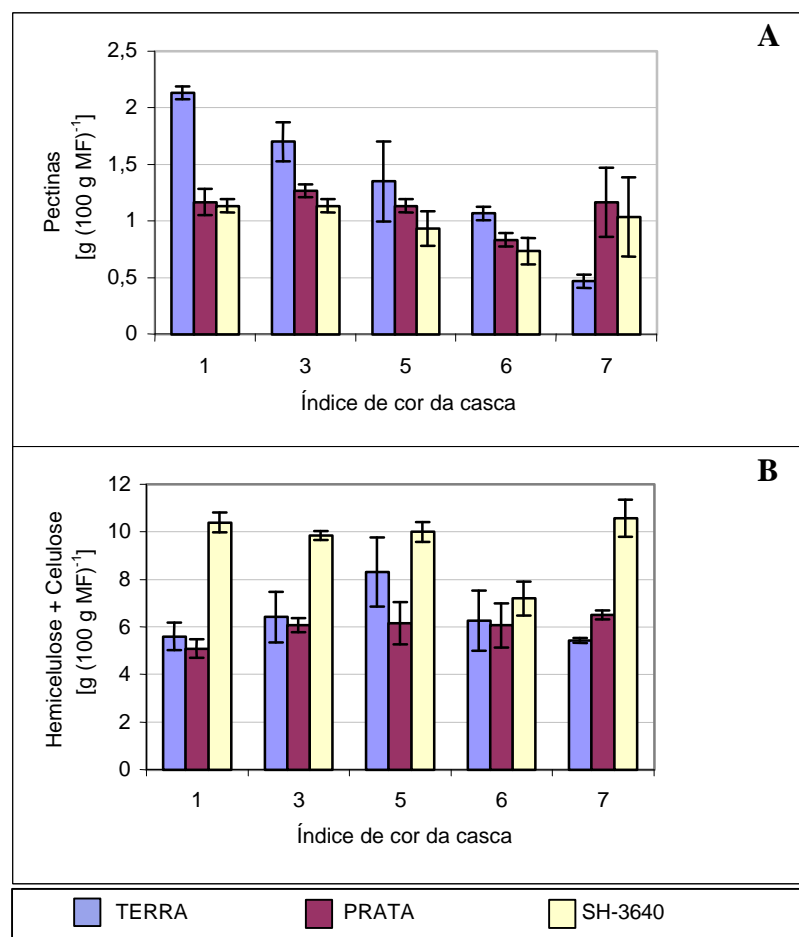 A
Pectinas
[g (100 g MF)-1]
2,5
2
1,5
1
0,5
0
1 3 5 6 7
Índice de cor da casca
B
Hemicelulose + Celulose
[g (100 g MF)-1]
12
10
8
6
4
2
0
1 3 5 6 7
Índice de cor da casca
TERRA PRATA SH-3640